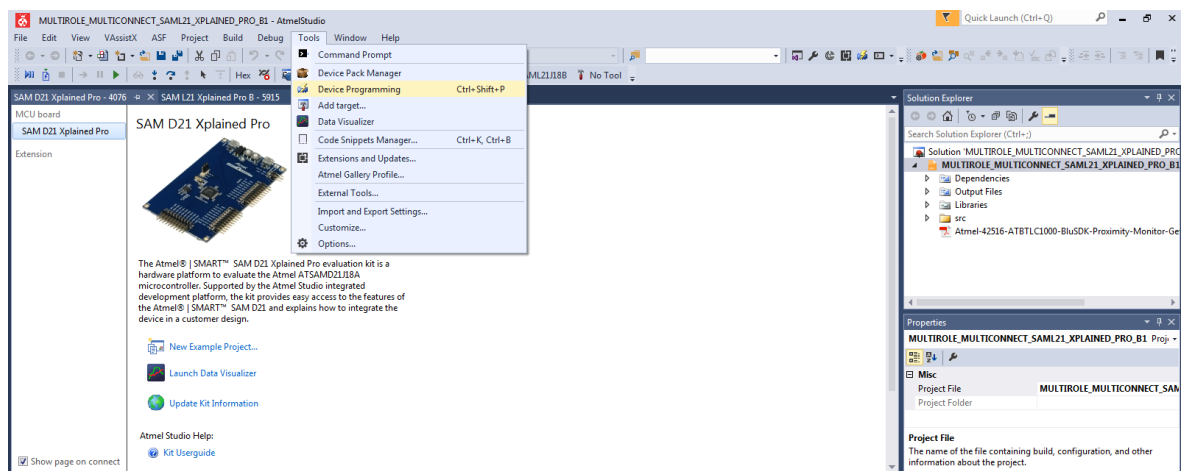 MULTIROLE_MULTICONNECT_SAML21_XPLAINED_PRO_B1 - AtmelStudio
Quick Launch (Ctrl+Q)
File Edit View VAssistX ASF Project Build Debug Tools Window Help
Hex
ML21J18B No Tool
Command Prompt
Device Pack Manager
Device Programming Ctrl+Shift+P
Add target...
Data Visualizer
Code Snippets Manager... Ctrl+K, Ctrl+B
Extensions and Updates...
Atmel Gallery Profile...
External Tools...
Import and Export Settings...
Customize...
Options...
SAM D21 Xplained Pro - 4076 SAM L21 Xplained Pro B - 5915
MCU board
SAM D21 Xplained Pro
Extension
Show page on connect
SAM D21 Xplained Pro
The Atmel® | SMART™ SAM D21 Xplained Pro evaluation kit is a
hardware platform to evaluate the Atmel ATSAMD21J18A
microcontroller. Supported by the Atmel Studio integrated
development platform, the kit provides easy access to the features of
the Atmel® | SMART™ SAM D21 and explains how to integrate the
device in a customer design.
New Example Project...
Launch Data Visualizer
Update Kit Information
Atmel Studio Help:
Kit Userguide
Solution Explorer
Search Solution Explorer (Ctrl+;)
Solution 'MULTIROLE_MULTICONNECT_SAML21_XPLAINED_PRO
MULTIROLE_MULTICONNECT_SAML21_XPLAINED_PRO_B1
Dependencies
Output Files
Libraries
src
Atmel-42516-ATBTLC1000-BluSDK-Proximity-Monitor-Ge
Properties
MULTIROLE_MULTICONNECT_SAML21_XPLAINED_PRO_B1 Proje
Misc
Project File MULTIROLE_MULTICONNECT_SAM
Project Folder
Project File
The name of the file containing build, configuration, and other
information about the project.